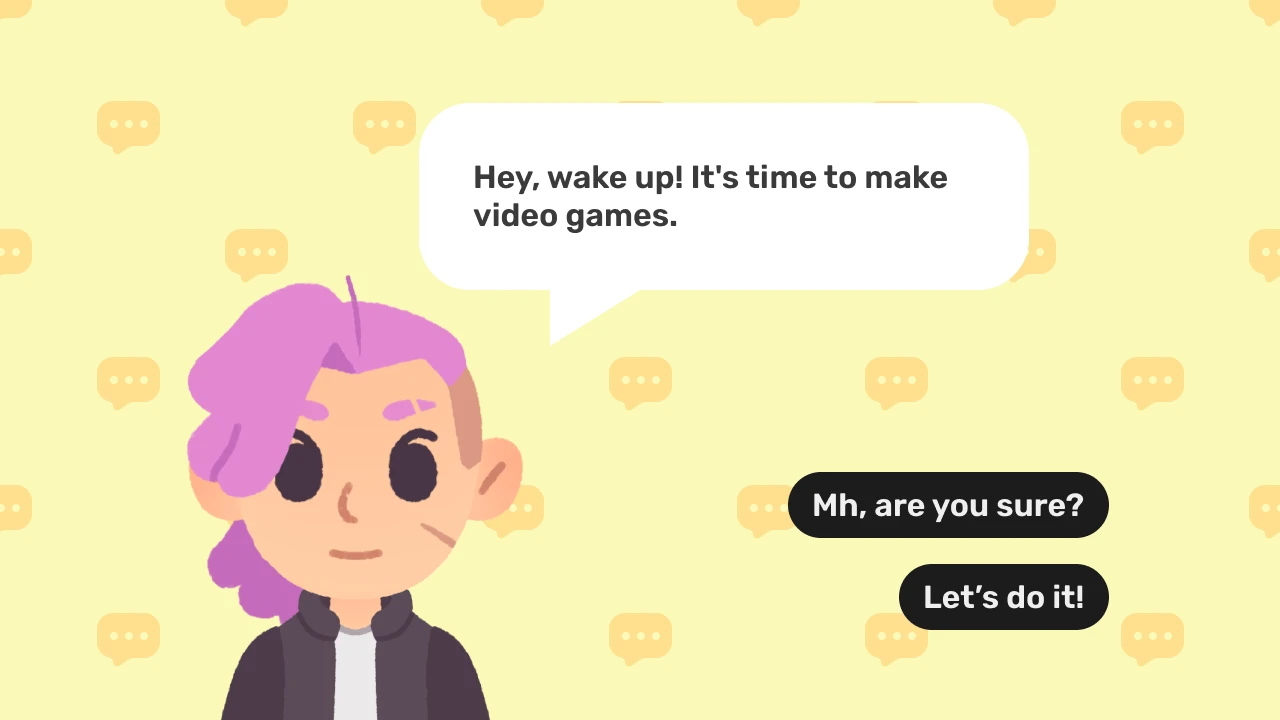 Hey, wake up! It's time to make
video games.
Mh, are you sure?
Let’s do it!